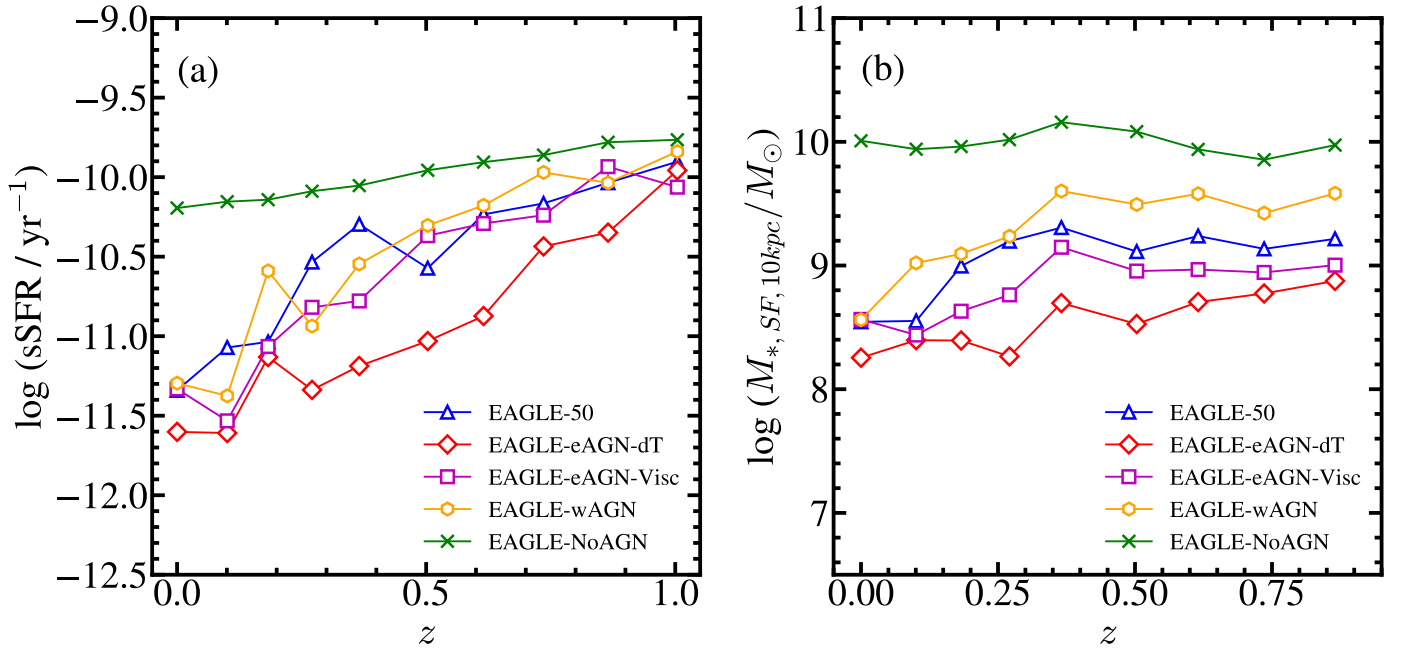 (a)
log (sSFR / yr⁻¹)
−9.0
−9.5
−10.0
−10.5
−11.0
−11.5
−12.0
−12.5
EAGLE-50
EAGLE-eAGN-dT
EAGLE-eAGN-Visc
EAGLE-wAGN
EAGLE-NoAGN
0.0 0.5 1.0
z
(b)
log (M_{*, SF, 10kpc}/M_⊙)
11
10
9
8
7
EAGLE-50
EAGLE-eAGN-dT
EAGLE-eAGN-Visc
EAGLE-wAGN
EAGLE-NoAGN
0.00 0.25 0.50 0.75
z